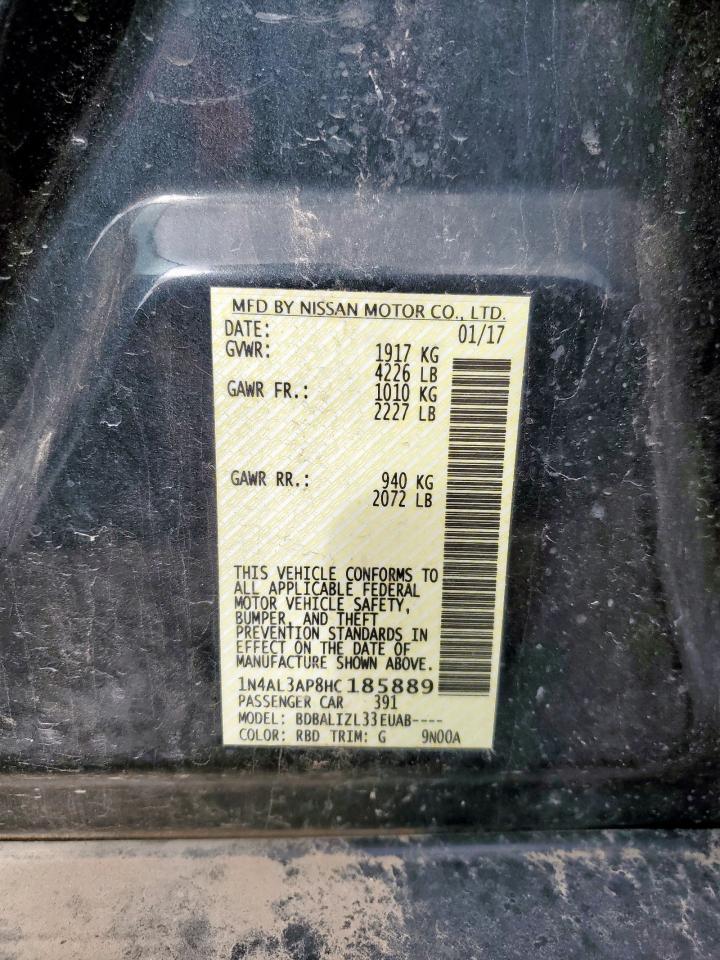 MFD BY NISSAN MOTOR CO., LTD.
DATE: 01/17
GVWR: 1917 KG
4226 LB
GAWR FR.: 1010 KG
2227 LB
GAWR RR.: 940 KG
2072 LB
THIS VEHICLE CONFORMS TO
ALL APPLICABLE FEDERAL
MOTOR VEHICLE SAFETY,
BUMPER, AND THEFT
PREVENTION STANDARDS IN
EFFECT ON THE DATE OF
MANUFACTURE SHOWN ABOVE.
1N4AL3AP8HC185889
PASSENGER CAR 391
MODEL: BDBALIZL33EUAB----
COLOR: RBD TRIM: G 9N00A